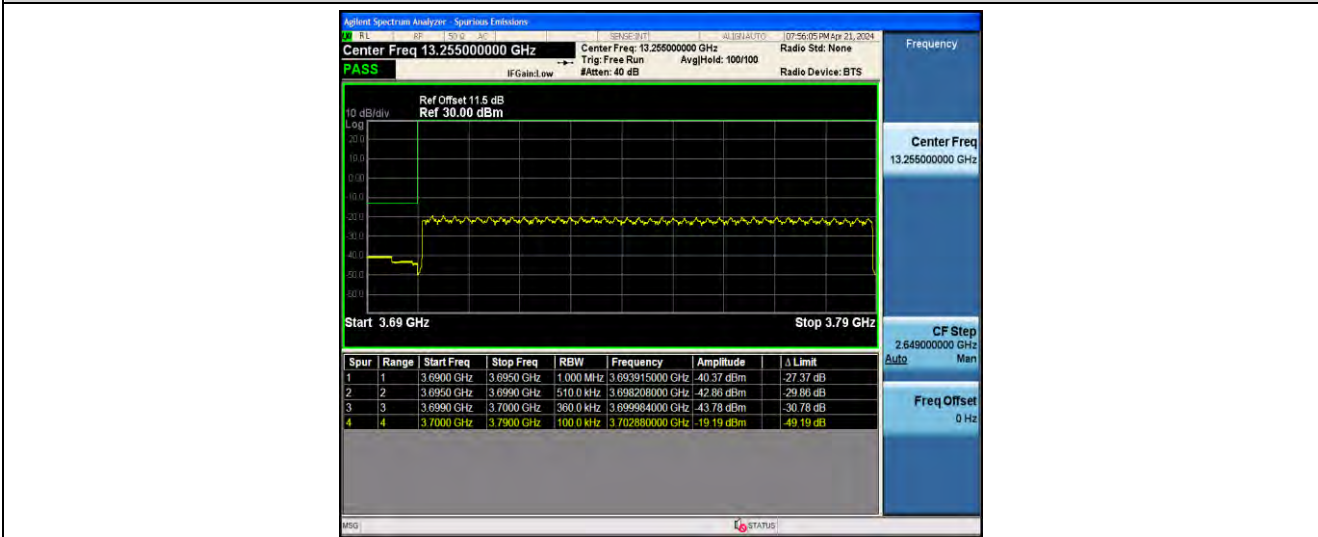 Agilent Spectrum Analyzer - Spurious Emissions
RL RF 50 Ω AC SENSE:INT ALIGNAUTO 07:56:05 PM Apr 21, 2024
Center Freq 13.255000000 GHz Center Freq: 13.255000000 GHz Radio Std: None
Trig: Free Run Avg|Hold: 100/100
PASS IFGain:Low #Atten: 40 dB Radio Device: BTS
Frequency
Ref Offset 11.5 dB
10 dB/div Ref 30.00 dBm
Log
20.0
10.0
0.00
-10.0
-20.0
-30.0
-40.0
-50.0
-60.0
Start 3.69 GHz Stop 3.79 GHz
Spur Range Start Freq Stop Freq RBW Frequency Amplitude Δ Limit
1 1 3.6900 GHz 3.6950 GHz 1.000 MHz 3.693915000 GHz -40.37 dBm -27.37 dB
2 2 3.6950 GHz 3.6990 GHz 510.0 kHz 3.698208000 GHz -42.86 dBm -29.86 dB
3 3 3.6990 GHz 3.7000 GHz 360.0 kHz 3.699984000 GHz -43.78 dBm -30.78 dB
4 4 3.7000 GHz 3.7900 GHz 100.0 kHz 3.702880000 GHz -19.19 dBm -49.19 dB
Center Freq
13.255000000 GHz
CF Step
2.649000000 GHz
Auto Man
Freq Offset
0 Hz
MSG STATUS